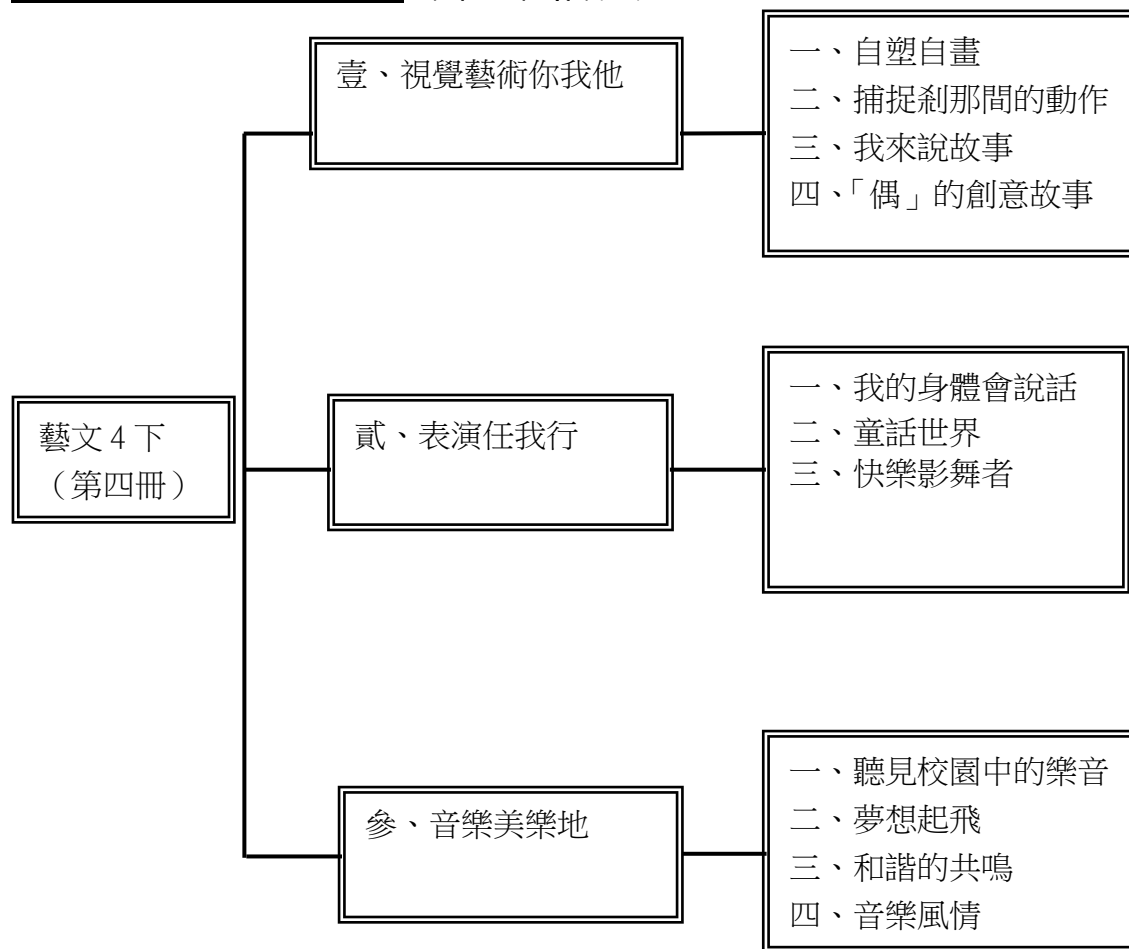 藝文 4 下
（第四冊）
壹、視覺藝術你我他
一、自塑自畫
二、捕捉剎那間的動作
三、我來說故事
四、「偶」的創意故事
貳、表演任我行
一、我的身體會說話
二、童話世界
三、快樂影舞者
參、音樂美樂地
一、聽見校園中的樂音
二、夢想起飛
三、和諧的共鳴
四、音樂風情